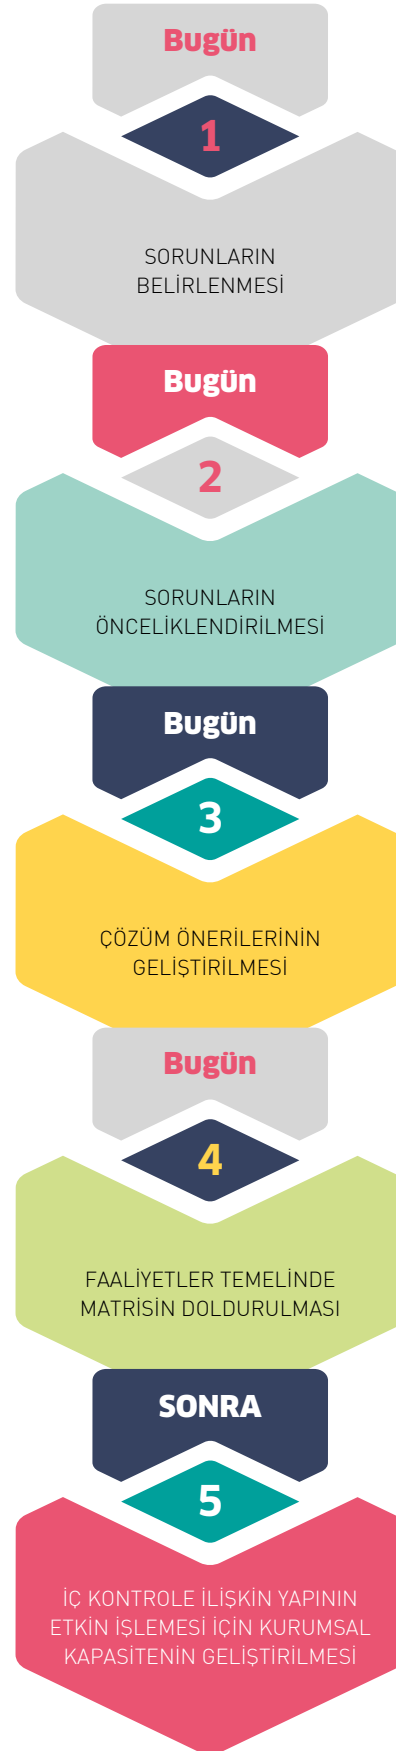 Bugün
1
SORUNLARIN
BELİRLENMESİ
Bugün
2
SORUNLARIN
ÖNCELİKLENDİRİLMESİ
Bugün
3
ÇÖZÜM ÖNERİLERİNİN
GELİŞTİRİLMESİ
Bugün
4
FAALİYETLER TEMELİNDE
MATRİSİN DOLDURULMASI
SONRA
5
İÇ KONTROLE İLİŞKİN YAPININ
ETKİN İŞLEMESİ İÇİN KURUMSAL
KAPASİTENİN GELİŞTİRİLMESİ